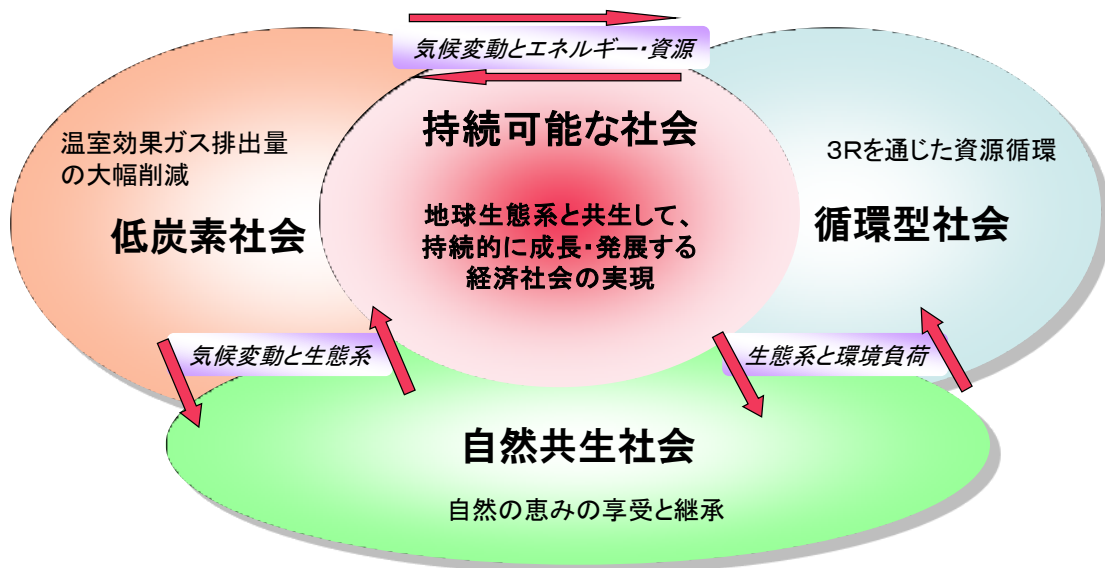 気候変動とエネルギー・資源
持続可能な社会
温室効果ガス排出量
の大幅削減
低炭素社会
3Rを通じた資源循環
循環型社会
地球生態系と共生して、
持続的に成長・発展する
経済社会の実現
気候変動と生態系
生態系と環境負荷
自然共生社会
自然の恵みの享受と継承